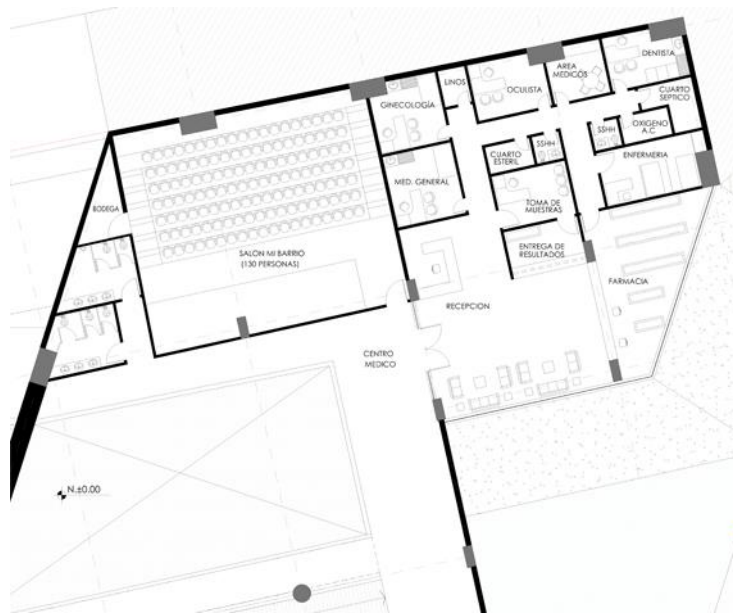 DENTISTA
AREA
MEDICOS
LINOS
OCULISTA
GINECOLOGÍA
CUARTO
SEPTICO
OXIGENO
A.C
SSHH
SSHH
CUARTO
ESTERIL
ENFERMERIA
MED. GENERAL
TOMA DE
MUESTRAS
BODEGA
ENTREGA DE
RESULTADOS
SALON MI BARRIO
(130 PERSONAS)
FARMACIA
RECEPCION
CENTRO
MEDICO
N.±0.00